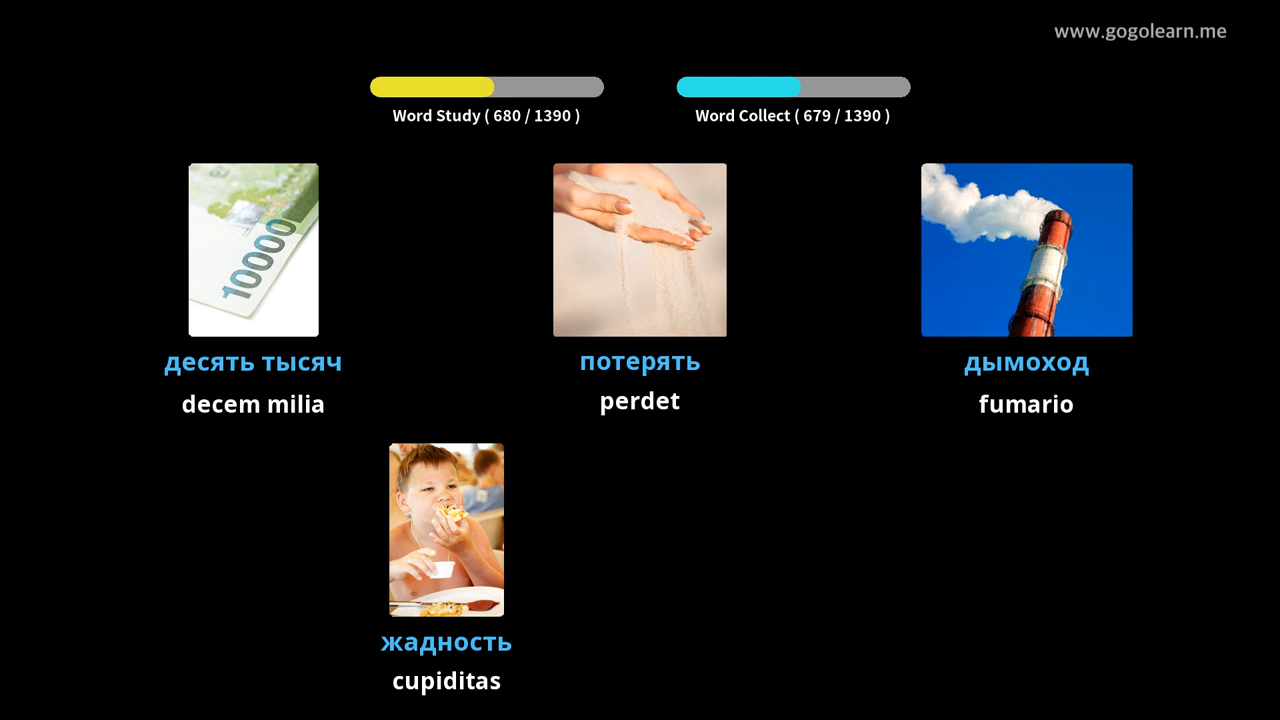 www.gogolearn.me
Word Study ( 680 / 1390 )
Word Collect ( 679 / 1390 )
10000
десять тысяч
decem milia
потерять
perdet
дымоход
fumario
жадность
cupiditas